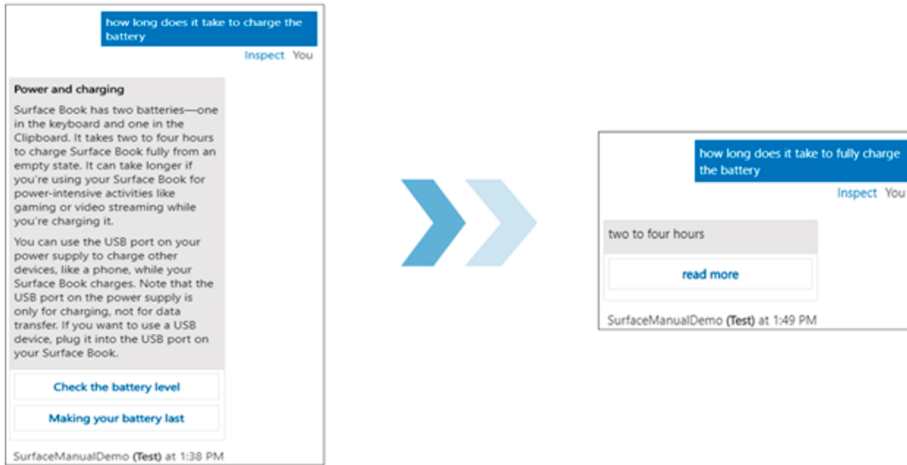 how long does it take to charge the
battery
Inspect You
Power and charging
Surface Book has two batteries—one
in the keyboard and one in the
Clipboard. It takes two to four hours
to charge Surface Book fully from an
empty state. It can take longer if
you're using your Surface Book for
power-intensive activities like
gaming or video streaming while
you're charging it.
You can use the USB port on your
power supply to charge other
devices, like a phone, while your
Surface Book charges. Note that the
USB port on the power supply is
only for charging, not for data
transfer. If you want to use a USB
device, plug it into the USB port on
your Surface Book.
Check the battery level
Making your battery last
SurfaceManualDemo (Test) at 1:38 PM
how long does it take to fully charge
the battery
Inspect You
two to four hours
read more
SurfaceManualDemo (Test) at 1:49 PM